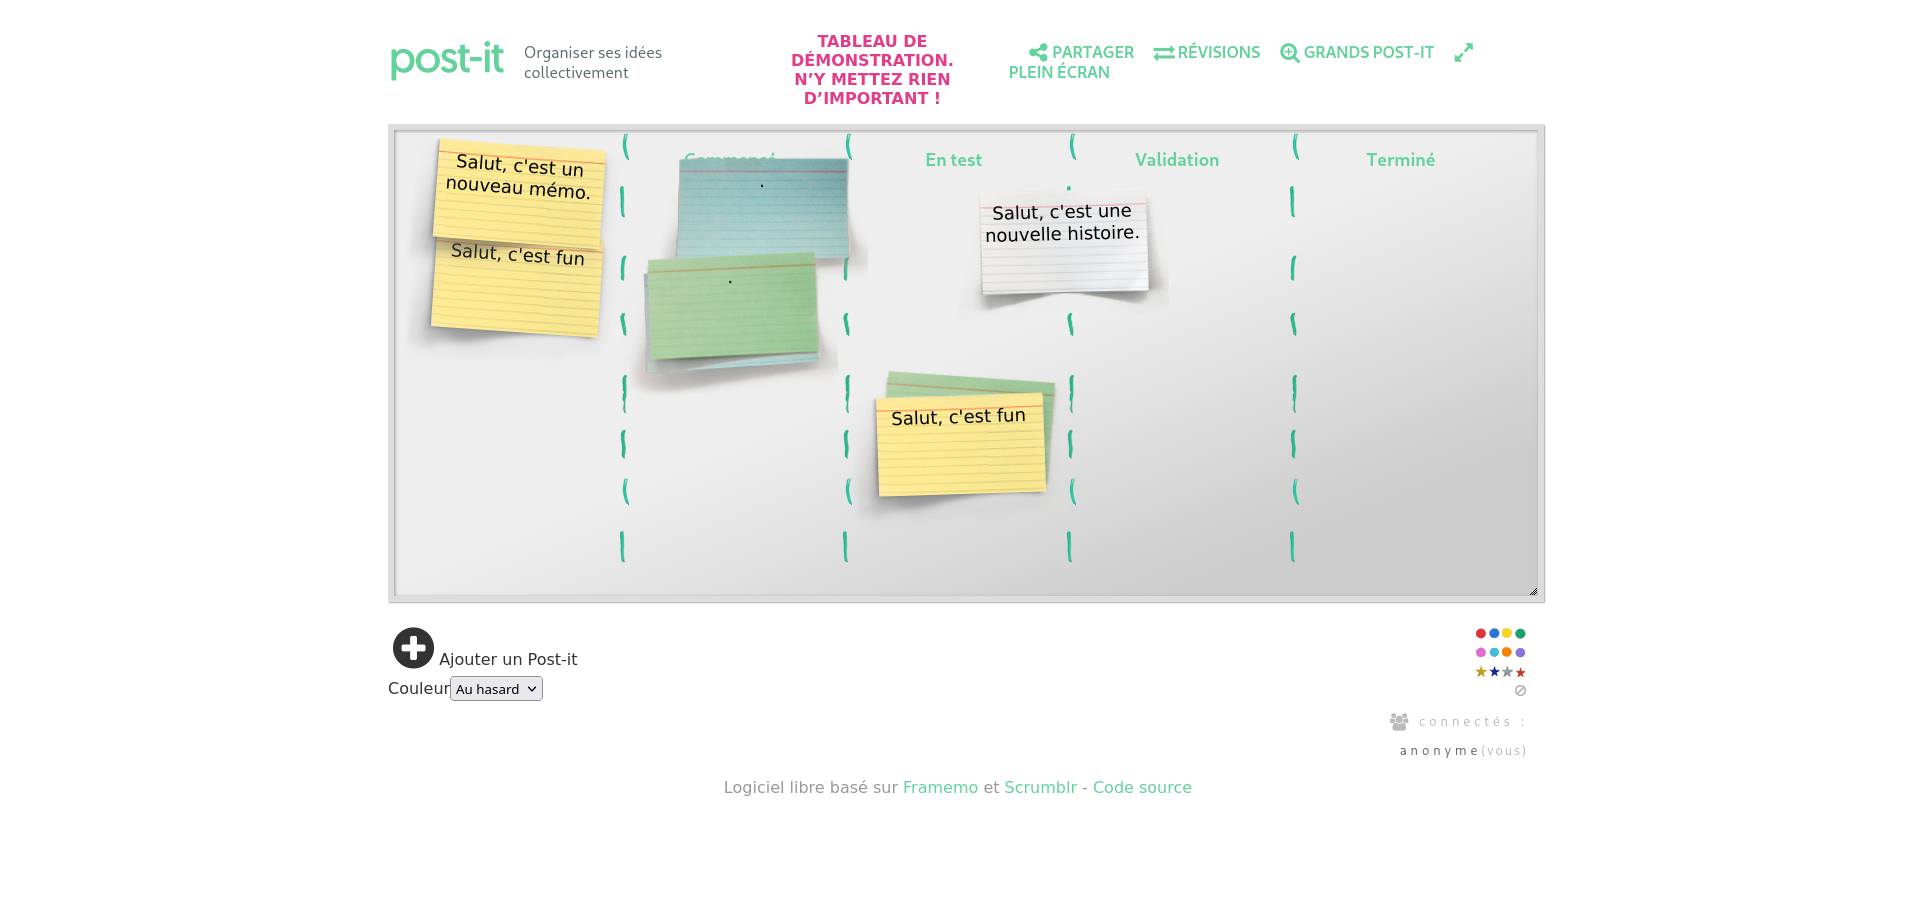 post-it
Organiser ses idées
collectivement
TABLEAU DE
DÉMONSTRATION.
N’Y METTEZ RIEN
D’IMPORTANT !
PARTAGER
RÉVISIONS
GRANDS POST-IT
PLEIN ÉCRAN
Commencé
En test
Validation
Terminé
Salut, c'est un
nouveau mémo.
Salut, c'est fun
.
.
Salut, c'est une
nouvelle histoire.
Salut, c'est fun
Ajouter un Post-it
Couleur Au hasard
connectés :
anonyme(vous)
Logiciel libre basé sur Framemo et Scrumblr - Code source